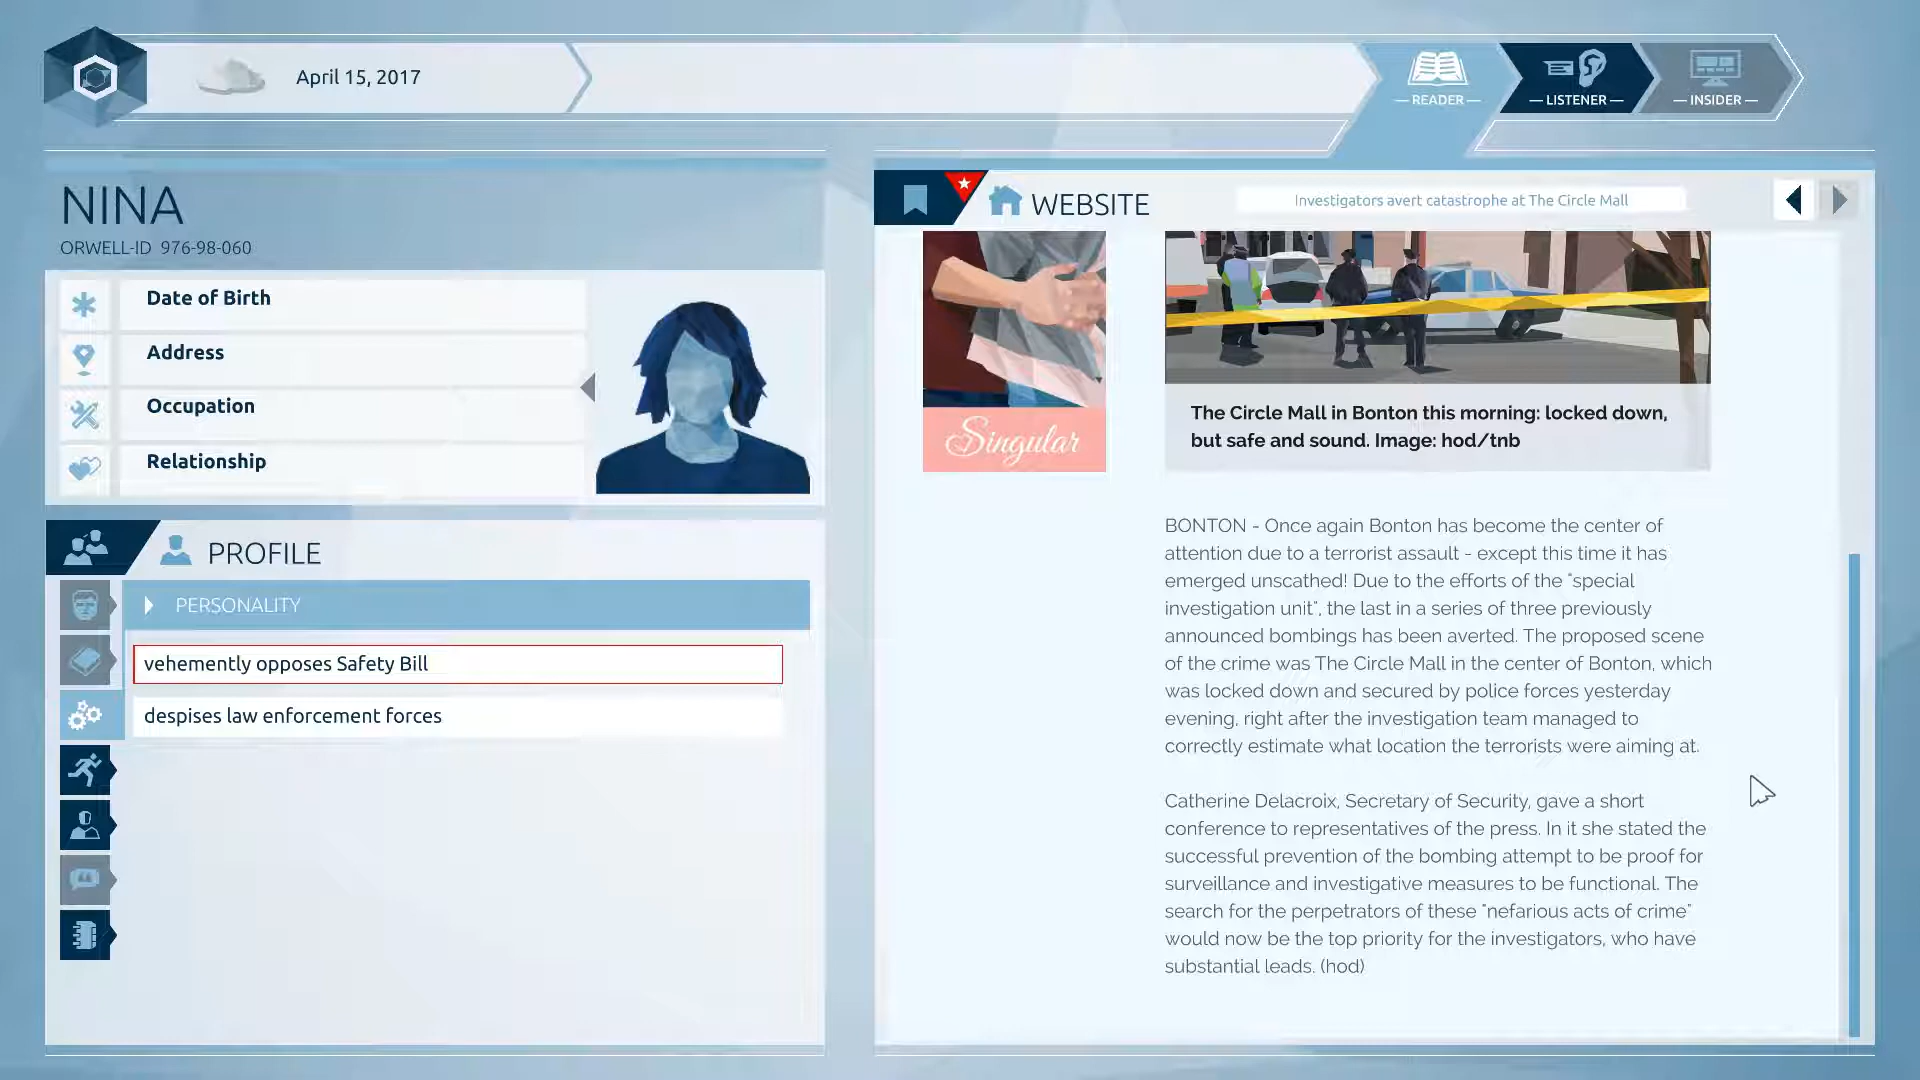 April 15, 2017
— READER —
— LISTENER —
— INSIDER —
NINA
ORWELL-ID 976-98-060
Date of Birth
Address
Occupation
Relationship
PROFILE
PERSONALITY
vehemently opposes Safety Bill
despises law enforcement forces
WEBSITE
Investigators avert catastrophe at The Circle Mall
Singular
The Circle Mall in Bonton this morning: locked down,
but safe and sound. Image: hod/tnb
BONTON - Once again Bonton has become the center of
attention due to a terrorist assault - except this time it has
emerged unscathed! Due to the efforts of the "special
investigation unit", the last in a series of three previously
announced bombings has been averted. The proposed scene
of the crime was The Circle Mall in the center of Bonton, which
was locked down and secured by police forces yesterday
evening, right after the investigation team managed to
correctly estimate what location the terrorists were aiming at.
Catherine Delacroix, Secretary of Security, gave a short
conference to representatives of the press. In it she stated the
successful prevention of the bombing attempt to be proof for
surveillance and investigative measures to be functional. The
search for the perpetrators of these "nefarious acts of crime"
would now be the top priority for the investigators, who have
substantial leads. (hod)